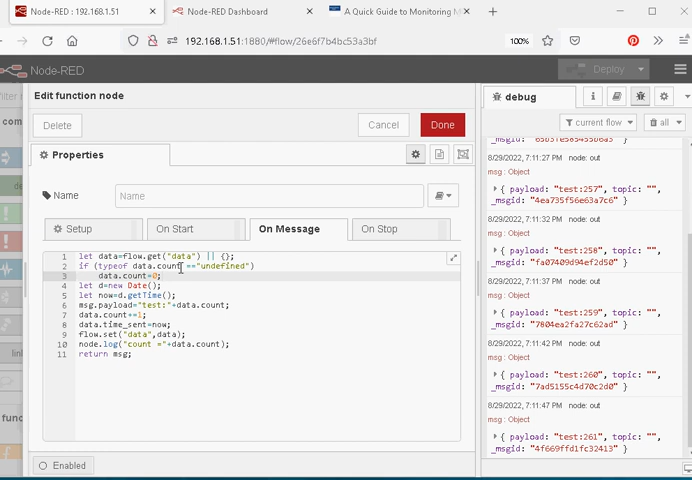 Node-RED : 192.168.1.51
Node-RED Dashboard
A Quick Guide to Monitoring M
192.168.1.51:1880/#flow/26e6f7b4bc53a3bf
100%
Node-RED
Deploy
Edit function node
Delete
Cancel
Done
Properties
Name
Name
Setup
On Start
On Message
On Stop
1 let data=flow.get("data") || {};
2 if (typeof data.count =="undefined")
3 data.count=0;
4 let d=new Date();
5 let now=d.getTime();
6 msg.payload="test:"+data.count;
7 data.count+=1;
8 data.time_sent=now;
9 flow.set("data",data);
10 node.log("count ="+data.count);
11 return msg;
Enabled
debug
current flow
all
8/29/2022, 7:11:27 PM node: out
msg : Object
{ payload: "test:257", topic: "",
_msgid: "4ea735f56e63a7c6" }
8/29/2022, 7:11:32 PM node: out
msg : Object
{ payload: "test:258", topic: "",
_msgid: "fa07409d94ef2d50" }
8/29/2022, 7:11:37 PM node: out
msg : Object
{ payload: "test:259", topic: "",
_msgid: "7804ea2fa27c62ad" }
8/29/2022, 7:11:42 PM node: out
msg : Object
{ payload: "test:260", topic: "",
_msgid: "7ad5155c4d70c2d0" }
8/29/2022, 7:11:47 PM node: out
msg : Object
{ payload: "test:261", topic: "",
_msgid: "4f669ffd1fc32413" }